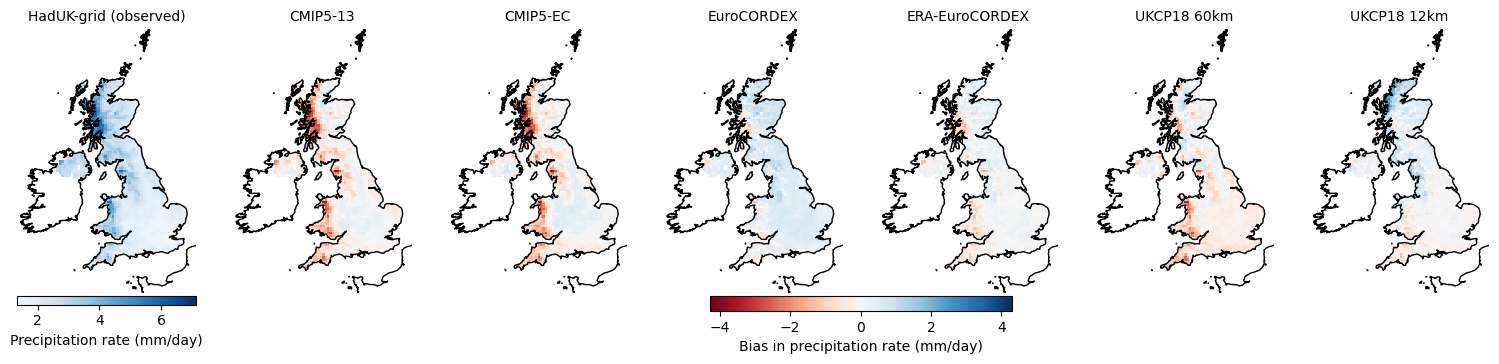 HadUK-grid (observed)
CMIP5-13
CMIP5-EC
EuroCORDEX
ERA-EuroCORDEX
UKCP18 60km
UKCP18 12km
2 4 6
Precipitation rate (mm/day)
−4 −2 0 2 4
Bias in precipitation rate (mm/day)